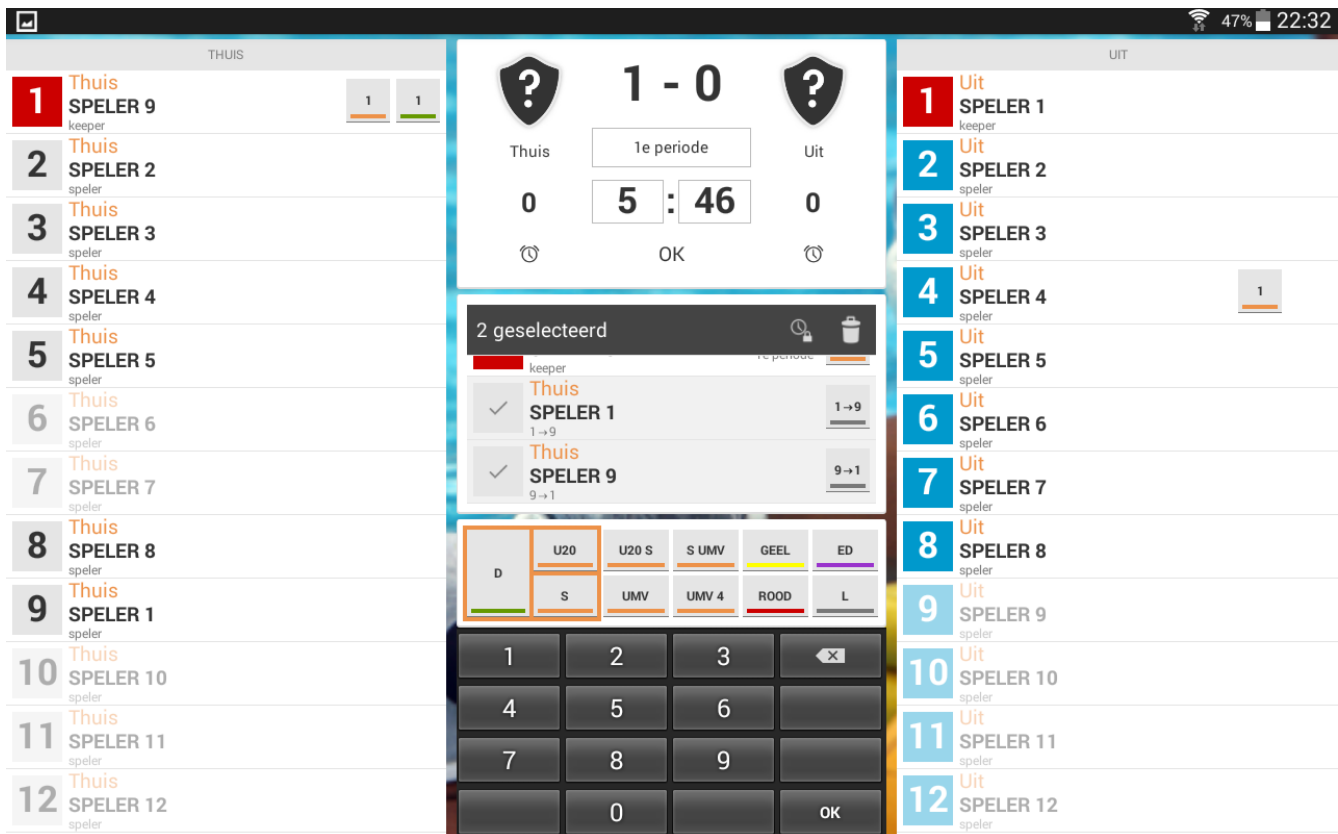 47% 22:32
THUIS
1
Thuis
SPELER 9
keeper
1 1
2
Thuis
SPELER 2
speler
3
Thuis
SPELER 3
speler
4
Thuis
SPELER 4
speler
5
Thuis
SPELER 5
speler
6
Thuis
SPELER 6
speler
7
Thuis
SPELER 7
speler
8
Thuis
SPELER 8
speler
9
Thuis
SPELER 1
speler
10
Thuis
SPELER 10
speler
11
Thuis
SPELER 11
speler
12
Thuis
SPELER 12
speler
? 1 - 0 ?
Thuis 1e periode Uit
0 5 : 46 0
OK
2 geselecteerd
1e periode
keeper
Thuis
SPELER 1
1→9
1→9
Thuis
SPELER 9
9→1
9→1
D
U20 U20 S S UMV GEEL ED
S UMV UMV 4 ROOD L
1 2 3
4 5 6
7 8 9
0 OK
UIT
1
Uit
SPELER 1
keeper
2
Uit
SPELER 2
speler
3
Uit
SPELER 3
speler
4
Uit
SPELER 4
speler
1
5
Uit
SPELER 5
speler
6
Uit
SPELER 6
speler
7
Uit
SPELER 7
speler
8
Uit
SPELER 8
speler
9
Uit
SPELER 9
speler
10
Uit
SPELER 10
speler
11
Uit
SPELER 11
speler
12
Uit
SPELER 12
speler